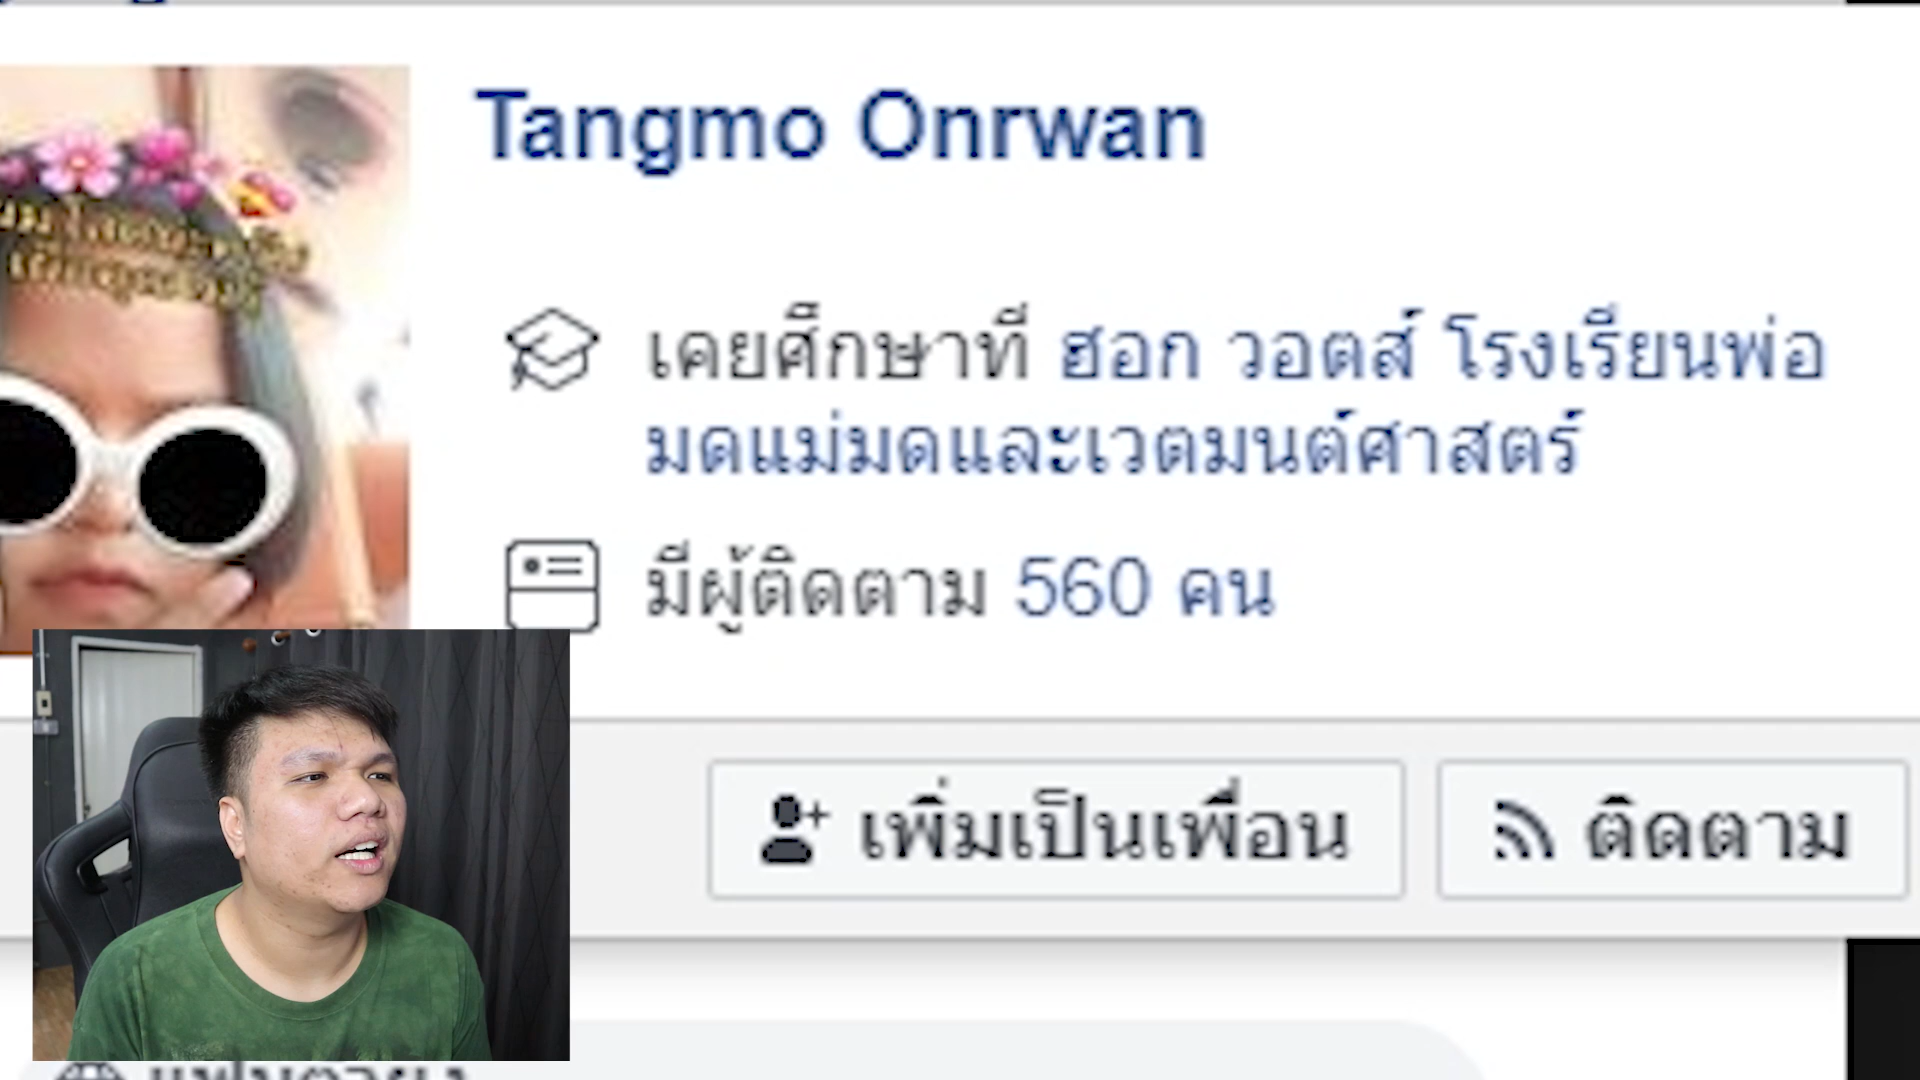 Tangmo Onrwan
เคยศึกษาที่ ฮอก วอตส์ โรงเรียนพ่อ
มดแม่มดและเวตมนต์ศาสตร์
มีผู้ติดตาม 560 คน
เพิ่มเป็นเพื่อน
ติดตาม